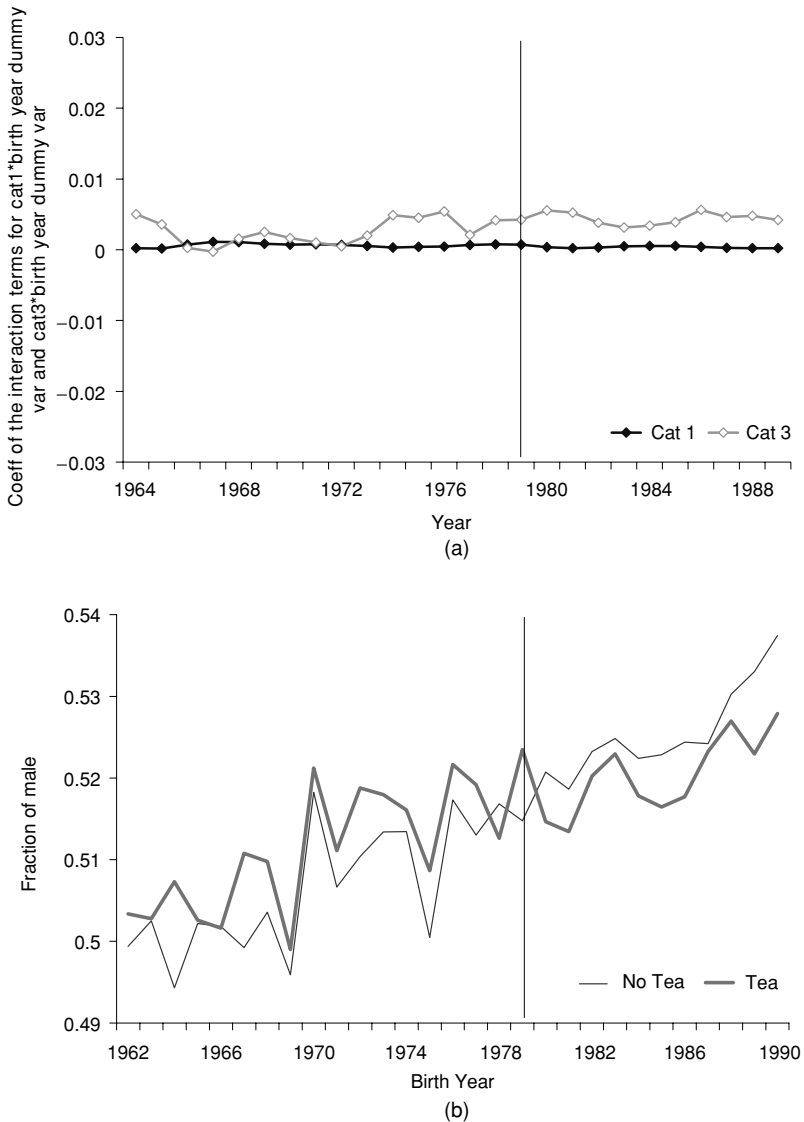 Coeff of the interaction terms for cat1*birth year dummy
var and cat3*birth year dummy var
0.03
0.02
0.01
0
−0.01
−0.02
−0.03
Cat 1
Cat 3
1964 1968 1972 1976 1980 1984 1988
Year
(a)
Fraction of male
0.54
0.53
0.52
0.51
0.5
0.49
No Tea
Tea
1962 1966 1970 1974 1978 1982 1986 1990
Birth Year
(b)